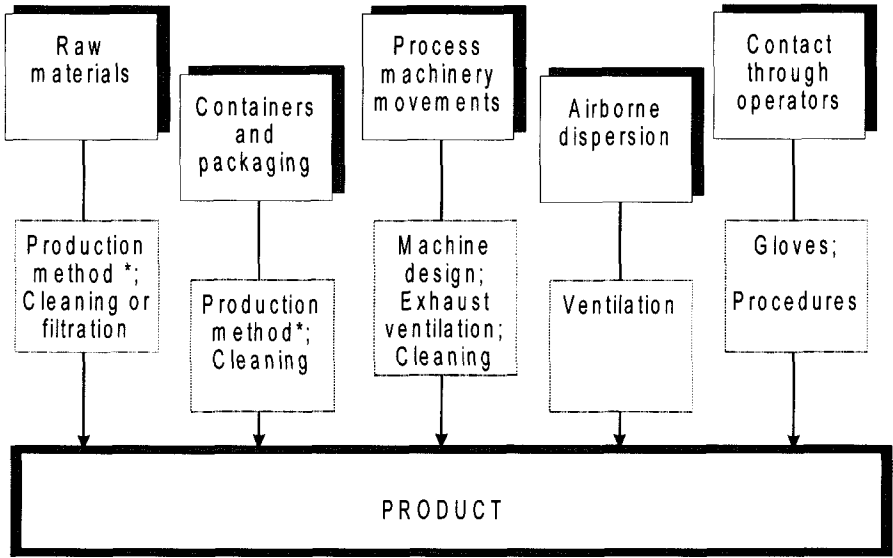 Raw
materials
Containers
and
packaging
Process
machinery
movements
Airborne
dispersion
Contact
through
operators
Production
method *;
Cleaning or
filtration
Production
method*;
Cleaning
Machine
design;
Exhaust
ventilation;
Cleaning
Ventilation
Gloves;
Procedures
PRODUCT